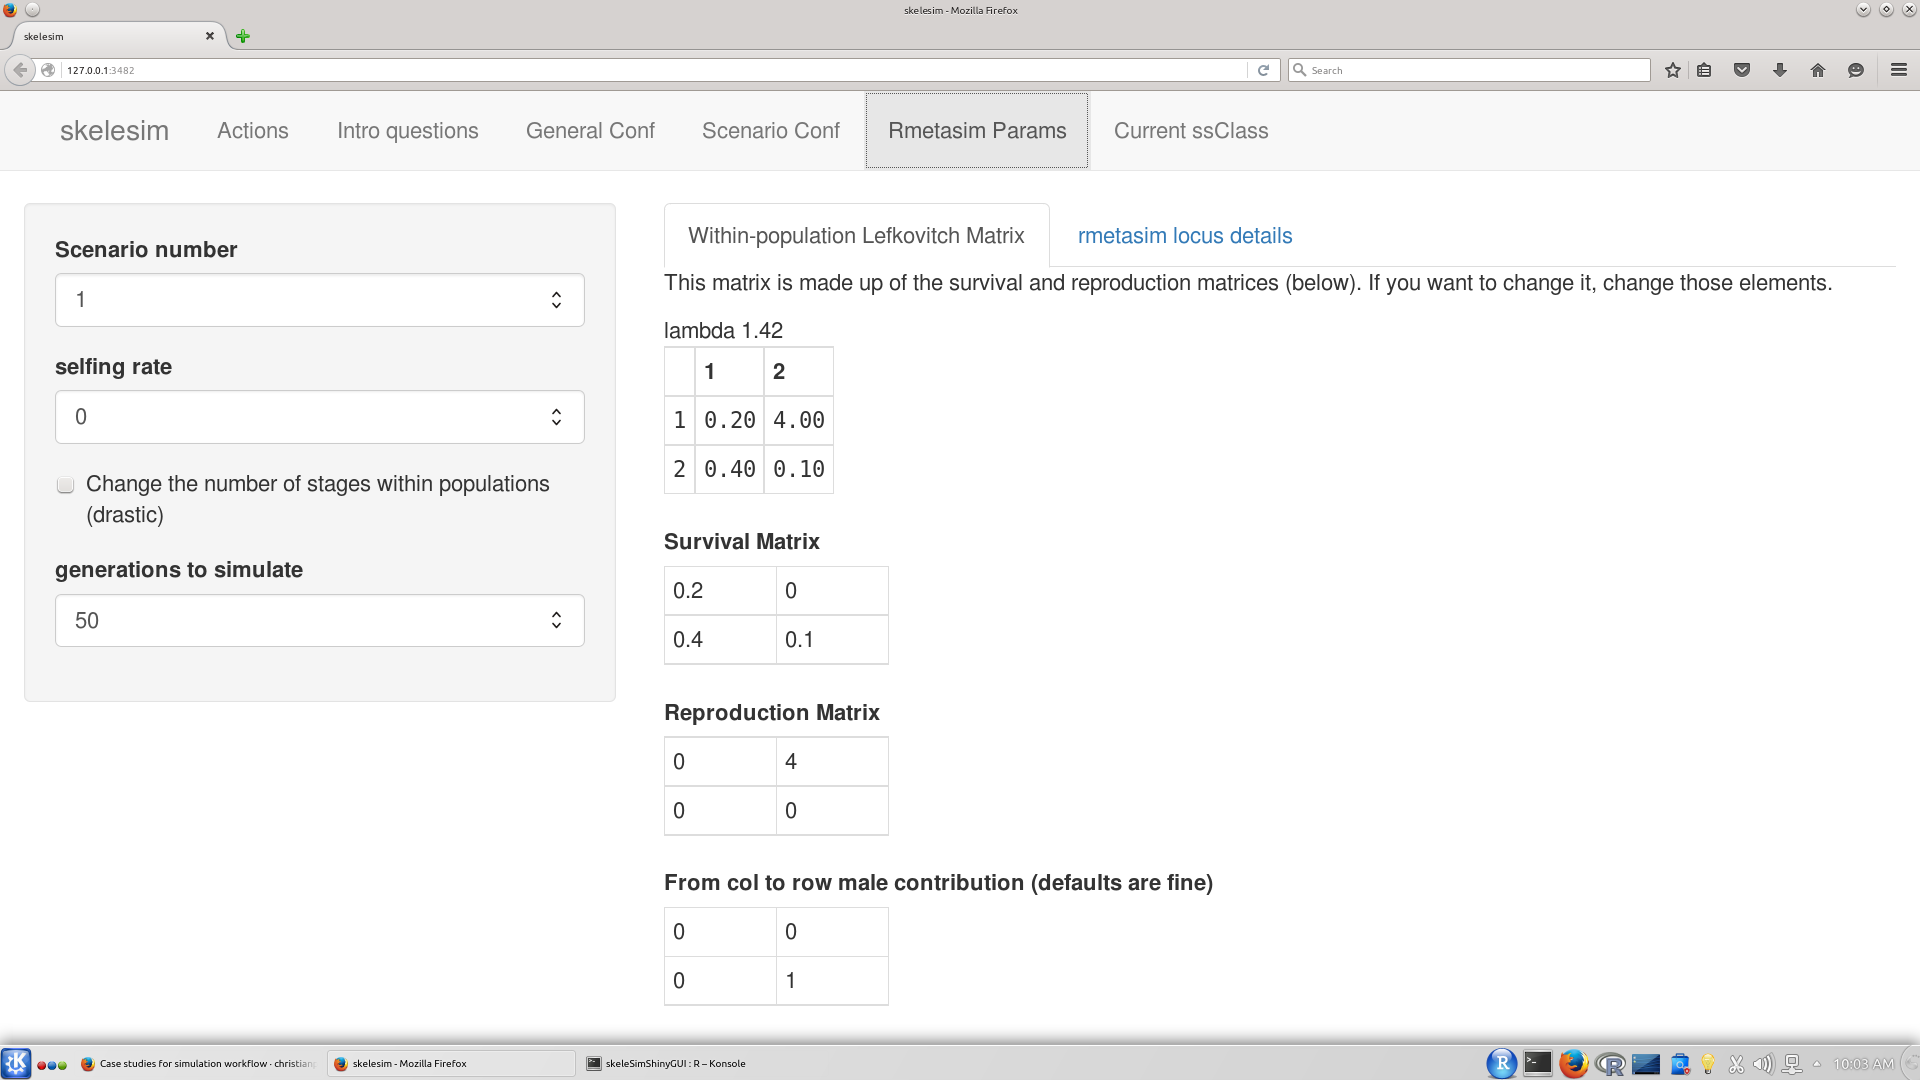 skelesim - Mozilla Firefox
skelesim
127.0.0.1:3482
Search
skelesim Actions Intro questions General Conf Scenario Conf Rmetasim Params Current ssClass
Scenario number
1
selfing rate
0
Change the number of stages within populations
(drastic)
generations to simulate
50
Within-population Lefkovitch Matrix rmetasim locus details
This matrix is made up of the survival and reproduction matrices (below). If you want to change it, change those elements.
lambda 1.42
1 2
1 0.20 4.00
2 0.40 0.10
Survival Matrix
0.2 0
0.4 0.1
Reproduction Matrix
0 4
0 0
From col to row male contribution (defaults are fine)
0 0
0 1
Case studies for simulation workflow · christian skelesim - Mozilla Firefox skeleSimShinyGUI : R – Konsole 10:03 AM